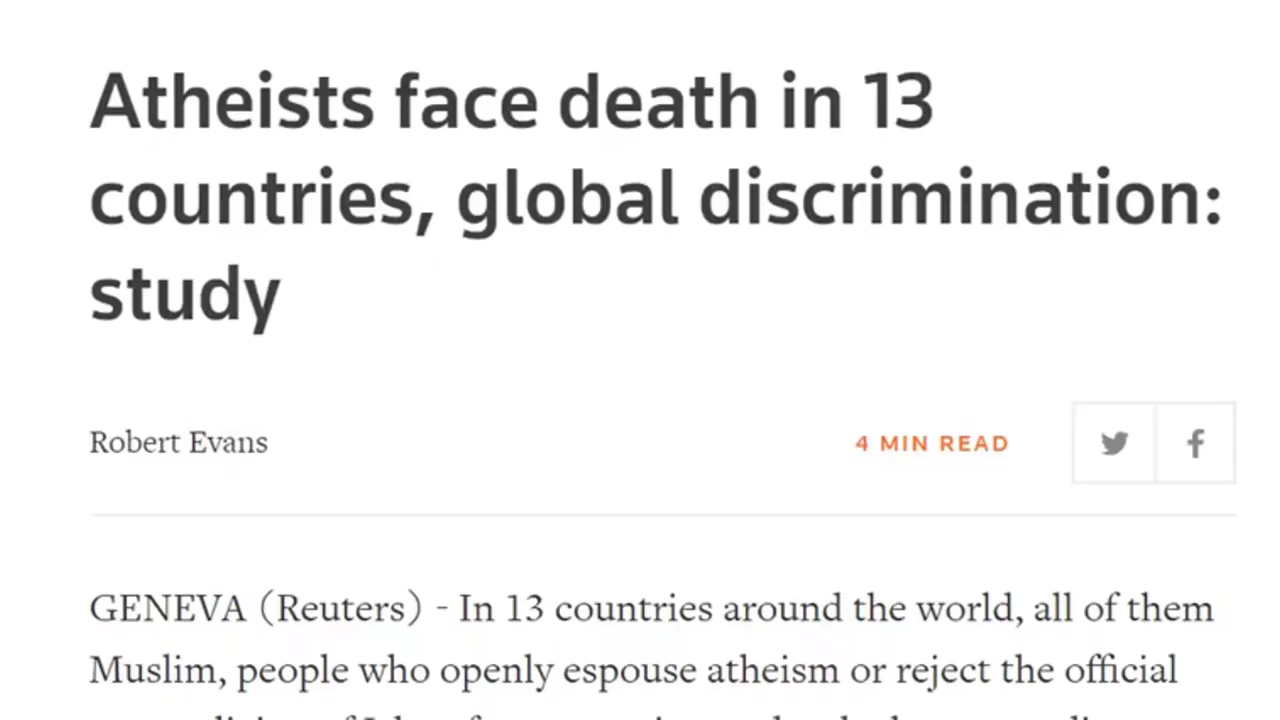 Atheists face death in 13
countries, global discrimination:
study
Robert Evans
4 MIN READ
GENEVA (Reuters) - In 13 countries around the world, all of them
Muslim, people who openly espouse atheism or reject the official